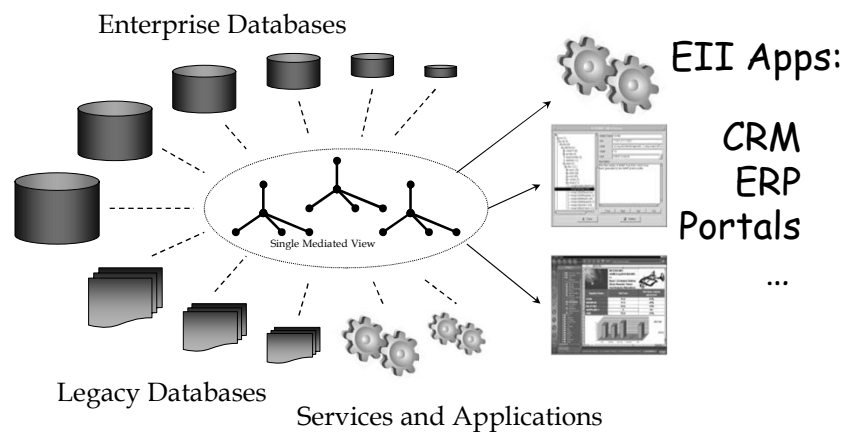 Enterprise Databases
EII Apps:
CRM
ERP
Portals
...
Single Mediated View
Legacy Databases
Services and Applications